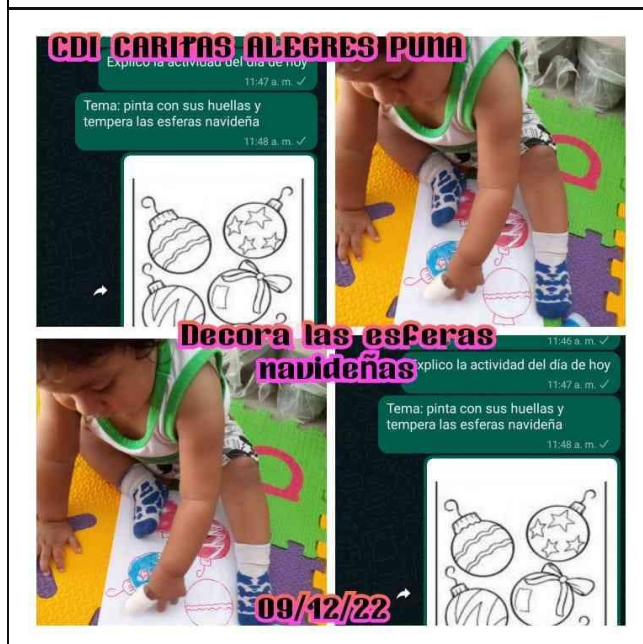 CDI CARITAS ALEGRES PUNA
Explico la actividad del día de hoy
11:47 a. m. ✓
Tema: pinta con sus huellas y
tempera las esferas navideña
11:48 a. m. ✓
Decora las esferas
navideñas
11:46 a. m. ✓
xplico la actividad del día de hoy
11:47 a. m. ✓
Tema: pinta con sus huellas y
tempera las esferas navideña
11:48 a. m. ✓
09/12/22